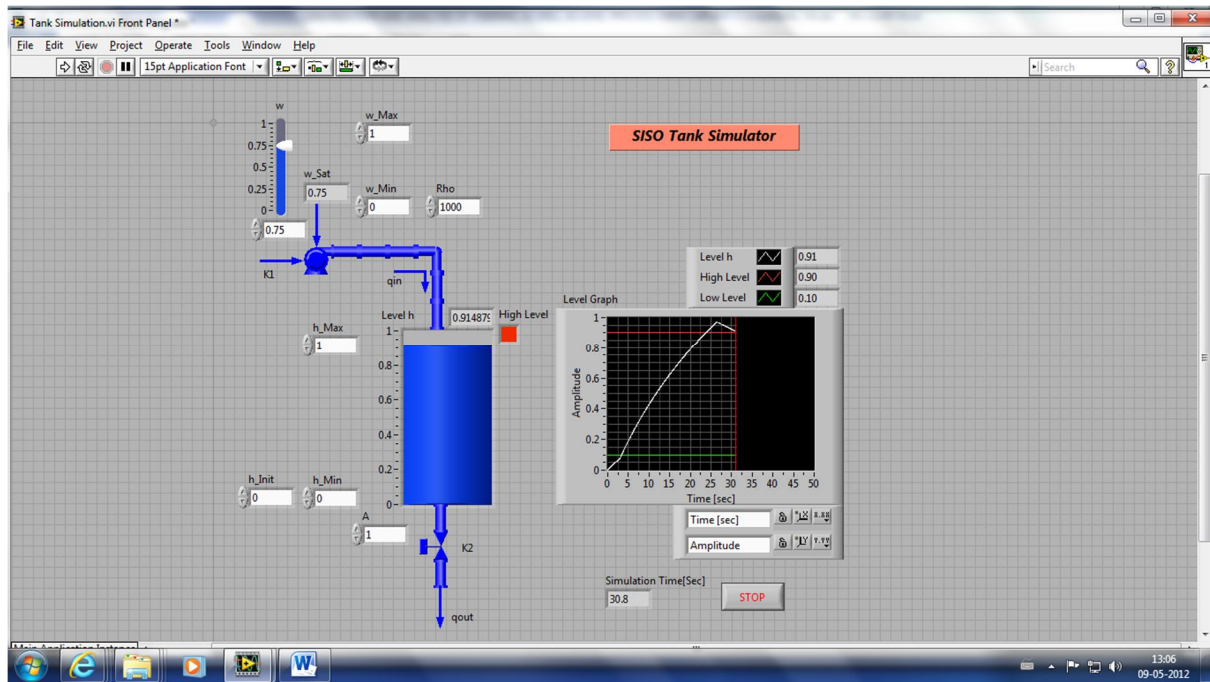 Tank Simulation.vi Front Panel *
File Edit View Project Operate Tools Window Help
15pt Application Font
Search
1
w
1
0.75
0.5
0.25
0
0.75
w_Max
1
w_Sat
0.75
w_Min
0
Rho
1000
SISO Tank Simulator
K1
qin
Level h
0.914879
High Level
h_Max
1
1
0.8
0.6
0.4
0.2
0
h_Init
0
h_Min
0
A
1
K2
qout
Level h 0.91
High Level 0.90
Low Level 0.10
Level Graph
Amplitude
1
0.8
0.6
0.4
0.2
0
0 5 10 15 20 25 30 35 40 45 50
Time [sec]
Time [sec]
Amplitude
Simulation Time[Sec]
30.8
STOP
13:06
09-05-2012